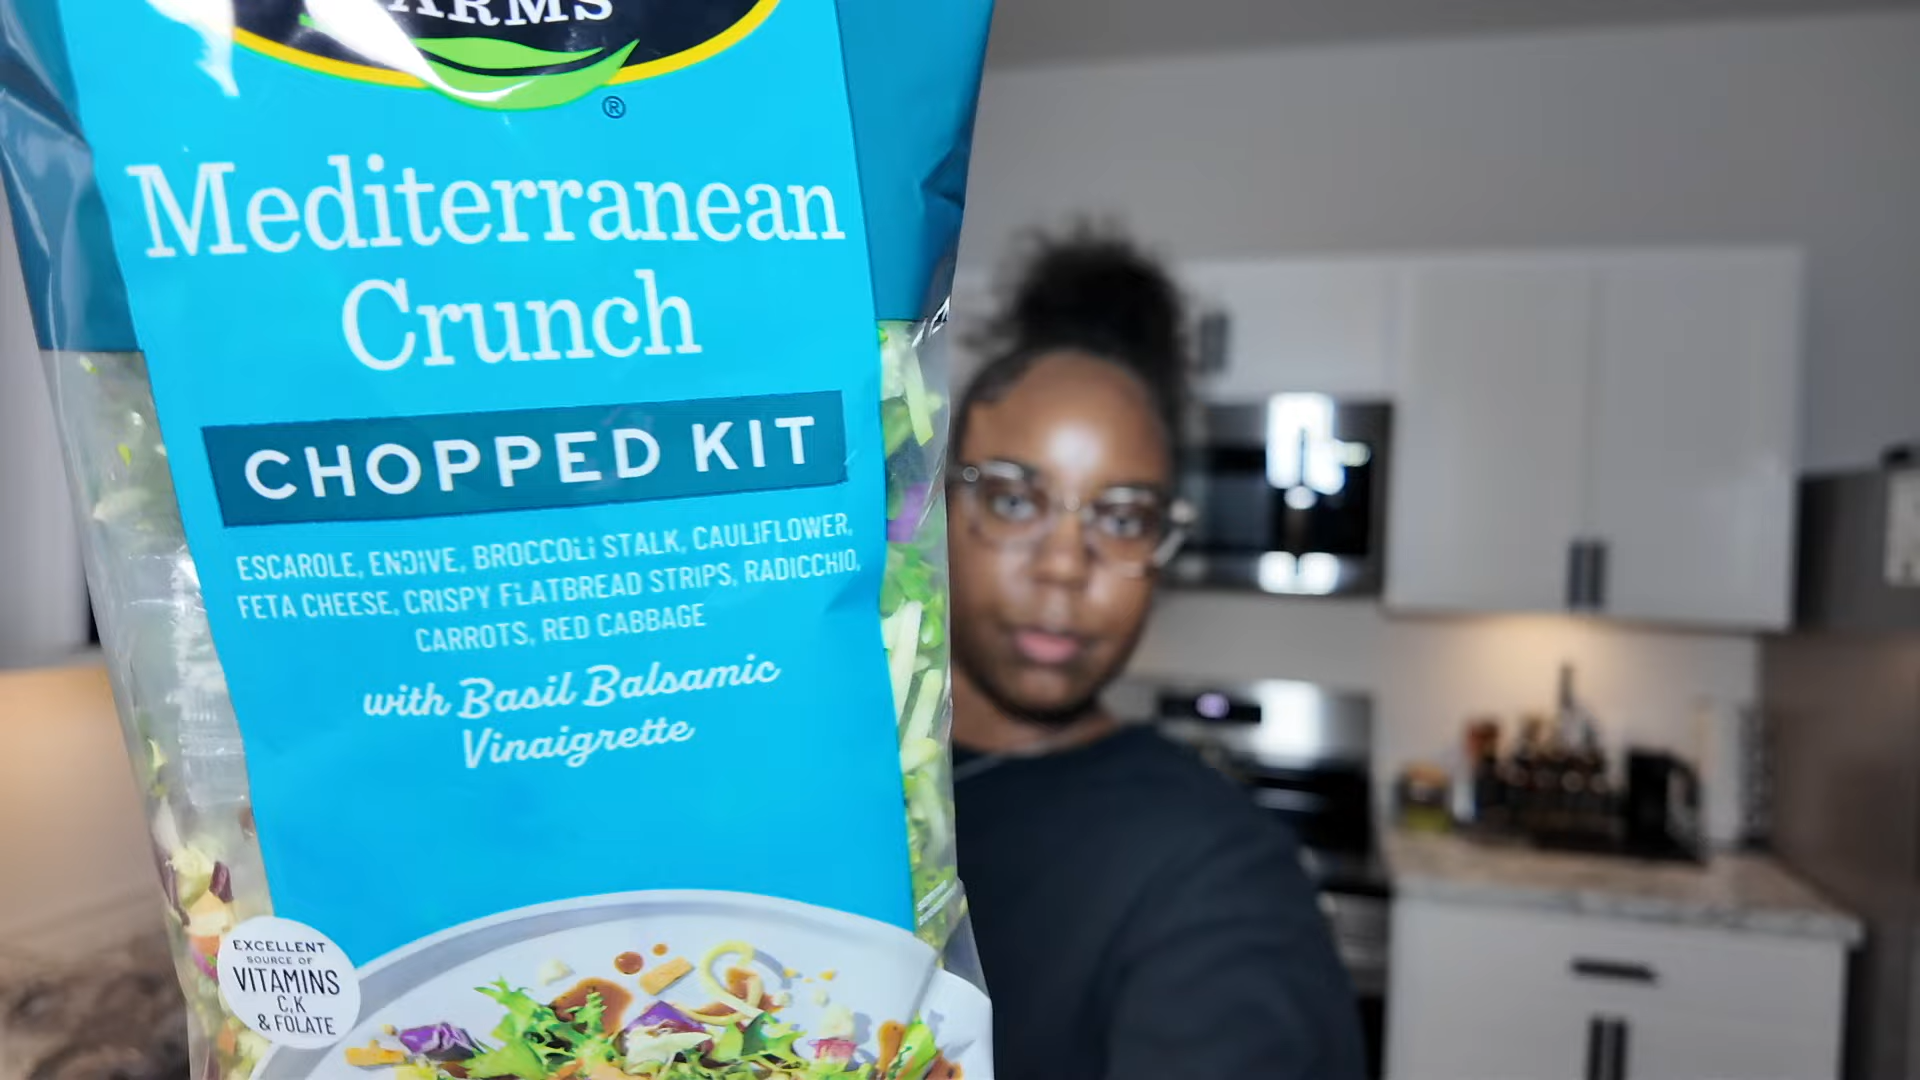 ARMS
®
Mediterranean
Crunch
CHOPPED KIT
ESCAROLE, ENDIVE, BROCCOLI STALK, CAULIFLOWER,
FETA CHEESE, CRISPY FLATBREAD STRIPS, RADICCHIO,
CARROTS, RED CABBAGE
with Basil Balsamic
Vinaigrette
EXCELLENT
SOURCE OF
VITAMINS
C,K
& FOLATE